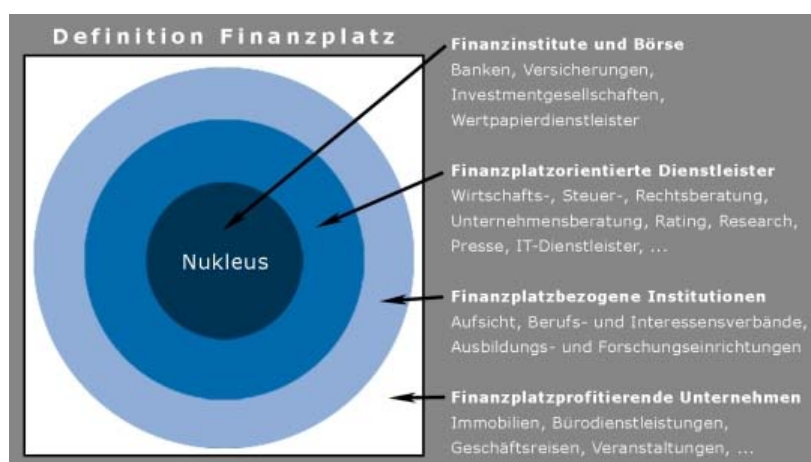 Definition Finanzplatz
Nukleus
Finanzinstitute und Börse
Banken, Versicherungen,
Investmentgesellschaften,
Wertpapierdienstleister
Finanzplatzorientierte Dienstleister
Wirtschafts-, Steuer-, Rechtsberatung,
Unternehmensberatung, Rating, Research,
Presse, IT-Dienstleister, ...
Finanzplatzbezogene Institutionen
Aufsicht, Berufs- und Interessensverbände,
Ausbildungs- und Forschungseinrichtungen
Finanzplatzprofitierende Unternehmen
Immobilien, Bürodienstleistungen,
Geschäftsreisen, Veranstaltungen, ...